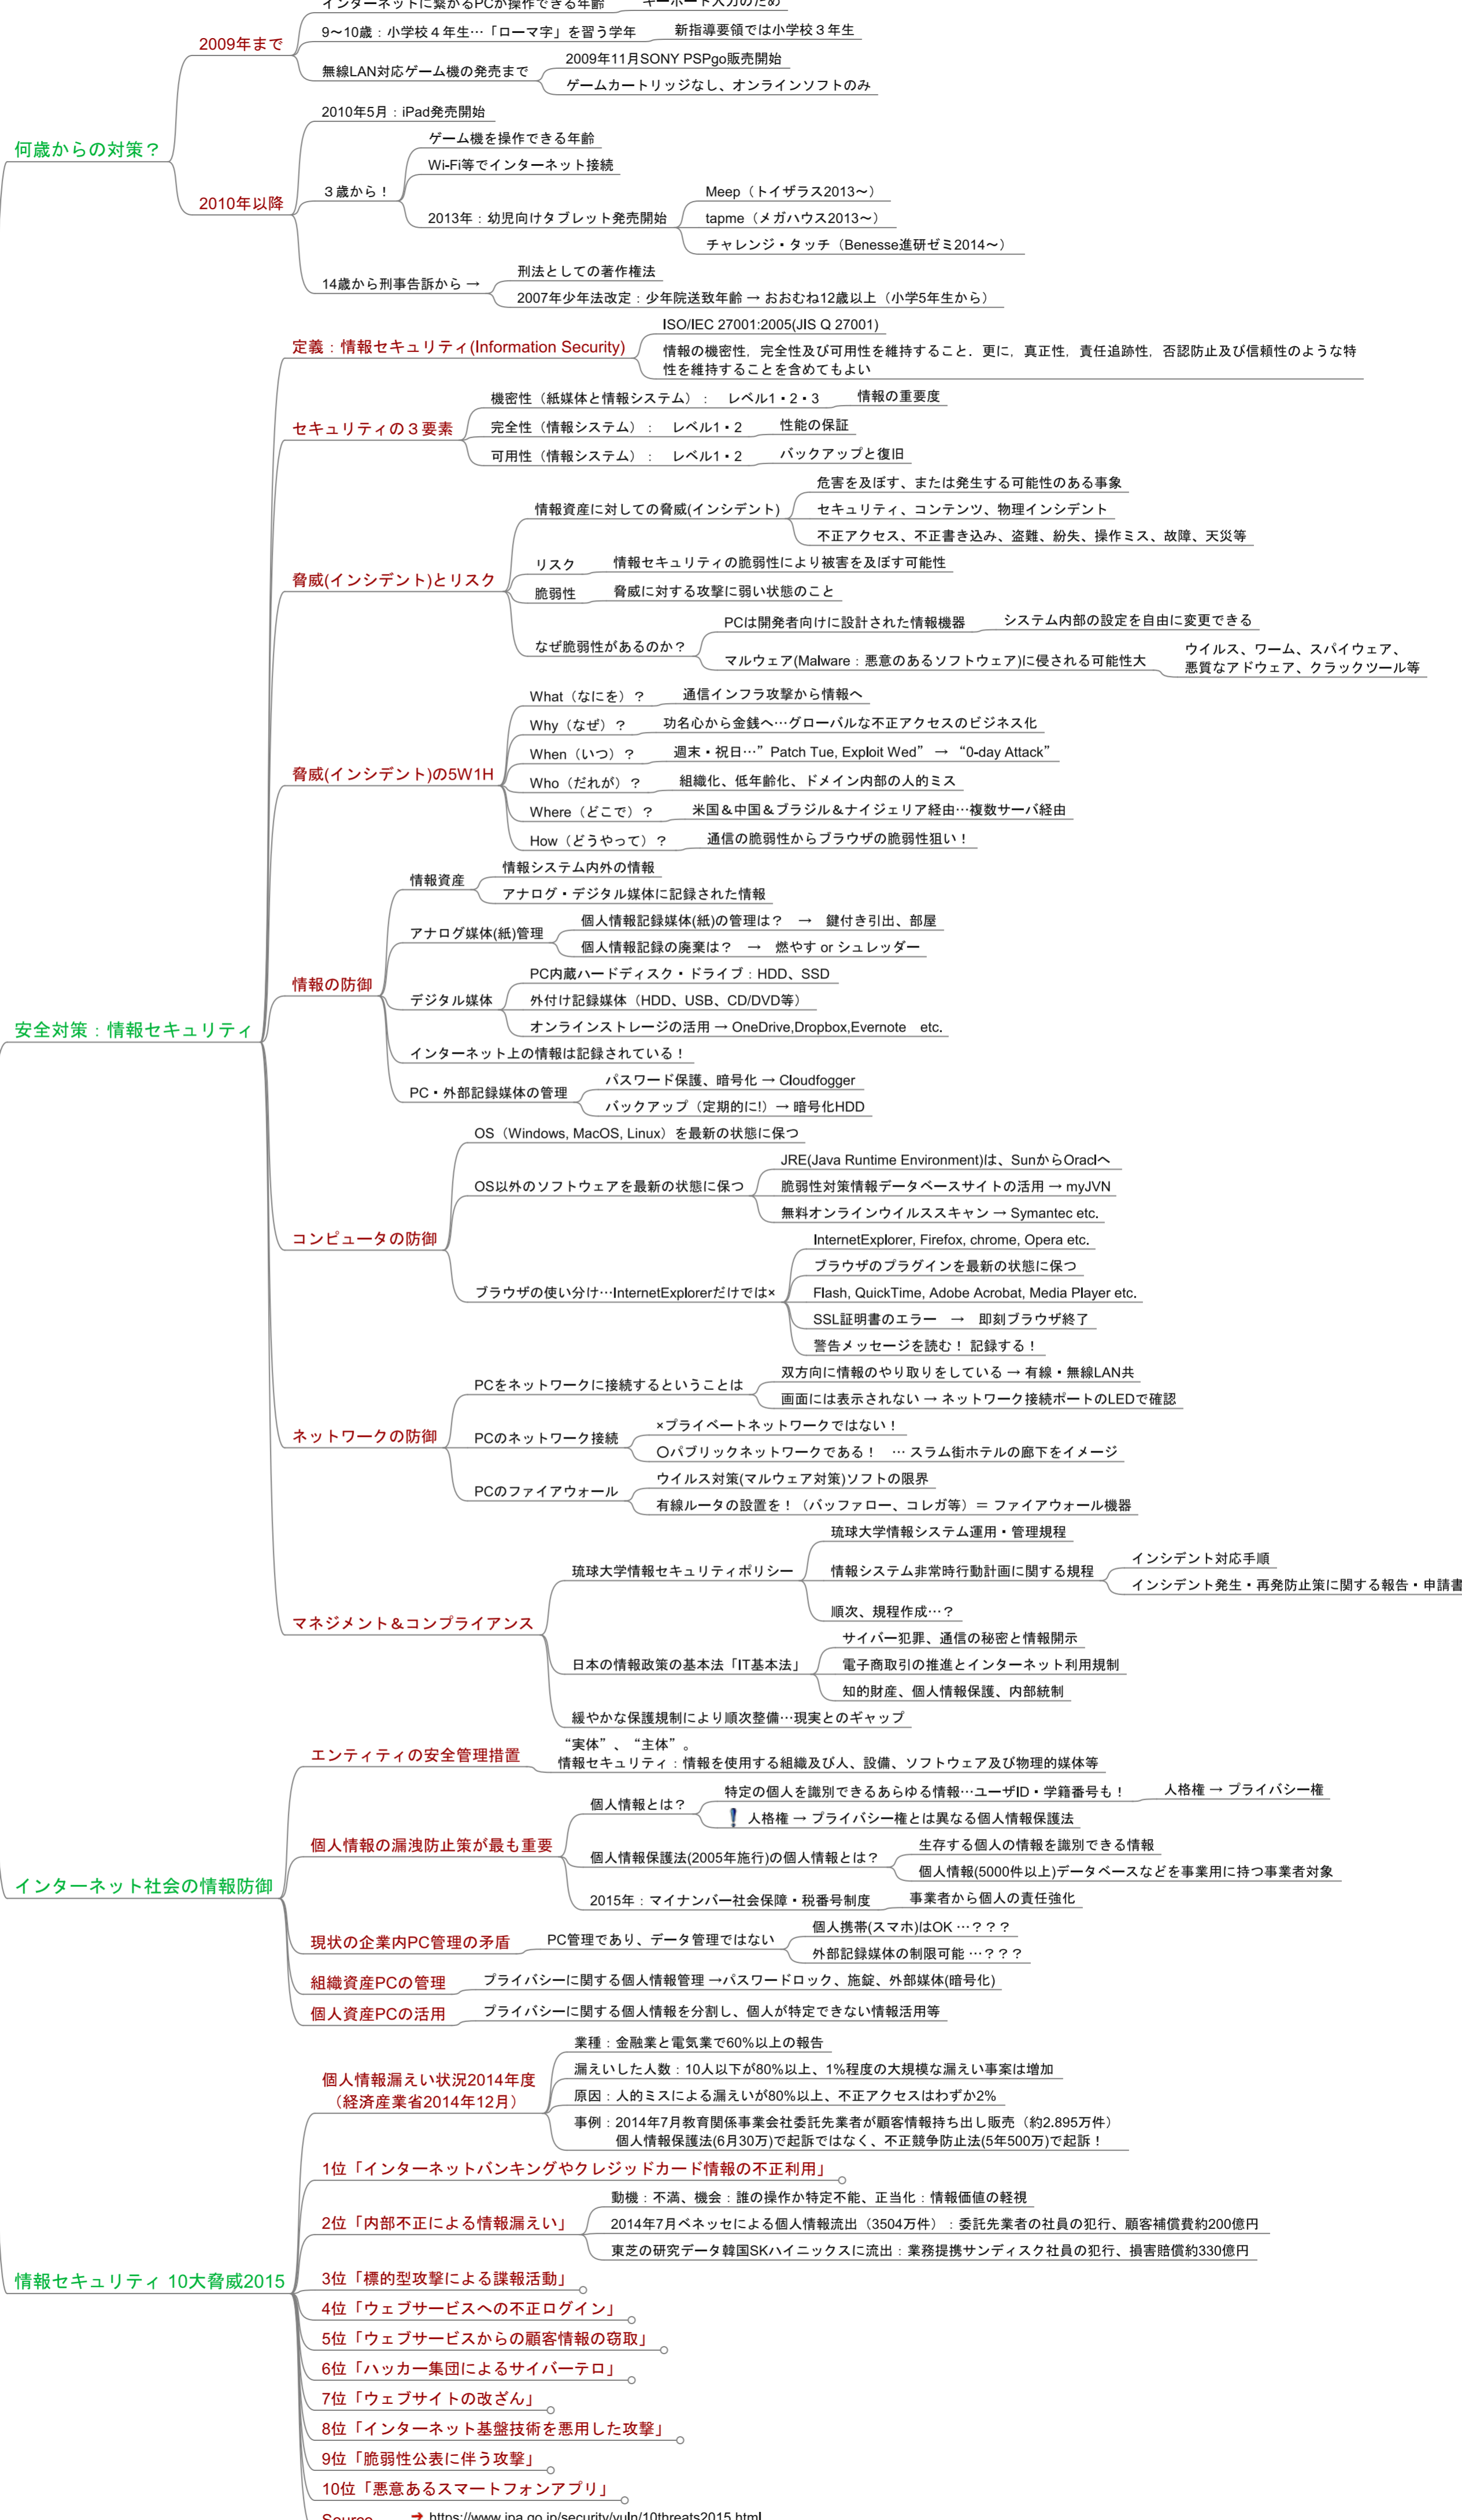 インターネットに繋がるPCが操作できる年齢
キーボード入力のため
2009年まで
9〜10歳：小学校４年生…「ローマ字」を習う学年
新指導要領では小学校３年生
無線LAN対応ゲーム機の発売まで
2009年11月SONY PSPgo販売開始
ゲームカートリッジなし、オンラインソフトのみ
何歳からの対策？
2010年以降
2010年5月：iPad発売開始
３歳から！
ゲーム機を操作できる年齢
Wi-Fi等でインターネット接続
2013年：幼児向けタブレット発売開始
Meep（トイザラス2013〜）
tapme（メガハウス2013〜）
チャレンジ・タッチ（Benesse進研ゼミ2014〜）
14歳から刑事告訴から →
刑法としての著作権法
2007年少年法改定：少年院送致年齢 → おおむね12歳以上（小学5年生から）
安全対策：情報セキュリティ
定義：情報セキュリティ(Information Security)
ISO/IEC 27001:2005(JIS Q 27001)
情報の機密性，完全性及び可用性を維持すること．更に，真正性，責任追跡性，否認防止及び信頼性のような特
性を維持することを含めてもよい
セキュリティの３要素
機密性（紙媒体と情報システム）： レベル1・2・3
情報の重要度
完全性（情報システム）： レベル1・2
性能の保証
可用性（情報システム）： レベル1・2
バックアップと復旧
脅威(インシデント)とリスク
情報資産に対しての脅威(インシデント)
危害を及ぼす、または発生する可能性のある事象
セキュリティ、コンテンツ、物理インシデント
不正アクセス、不正書き込み、盗難、紛失、操作ミス、故障、天災等
リスク
情報セキュリティの脆弱性により被害を及ぼす可能性
脆弱性
脅威に対する攻撃に弱い状態のこと
なぜ脆弱性があるのか？
PCは開発者向けに設計された情報機器
システム内部の設定を自由に変更できる
マルウェア(Malware：悪意のあるソフトウェア)に侵される可能性大
ウイルス、ワーム、スパイウェア、
悪質なアドウェア、クラックツール等
脅威(インシデント)の5W1H
What（なにを）？
通信インフラ攻撃から情報へ
Why（なぜ）？
功名心から金銭へ…グローバルな不正アクセスのビジネス化
When（いつ）？
週末・祝日…”Patch Tue, Exploit Wed” → “0-day Attack”
Who（だれが）？
組織化、低年齢化、ドメイン内部の人的ミス
Where（どこで）？
米国＆中国＆ブラジル＆ナイジェリア経由…複数サーバ経由
How（どうやって）？
通信の脆弱性からブラウザの脆弱性狙い！
情報の防御
情報資産
情報システム内外の情報
アナログ・デジタル媒体に記録された情報
アナログ媒体(紙)管理
個人情報記録媒体(紙)の管理は？ → 鍵付き引出、部屋
個人情報記録の廃棄は？ → 燃やす or シュレッダー
デジタル媒体
PC内蔵ハードディスク・ドライブ：HDD、SSD
外付け記録媒体（HDD、USB、CD/DVD等）
オンラインストレージの活用 → OneDrive,Dropbox,Evernote etc.
インターネット上の情報は記録されている！
PC・外部記録媒体の管理
パスワード保護、暗号化 → Cloudfogger
バックアップ（定期的に!）→ 暗号化HDD
コンピュータの防御
OS（Windows, MacOS, Linux）を最新の状態に保つ
OS以外のソフトウェアを最新の状態に保つ
JRE(Java Runtime Environment)は、SunからOraclへ
脆弱性対策情報データベースサイトの活用 → myJVN
無料オンラインウイルススキャン → Symantec etc.
ブラウザの使い分け…InternetExplorerだけでは×
InternetExplorer, Firefox, chrome, Opera etc.
ブラウザのプラグインを最新の状態に保つ
Flash, QuickTime, Adobe Acrobat, Media Player etc.
SSL証明書のエラー → 即刻ブラウザ終了
警告メッセージを読む！ 記録する！
ネットワークの防御
PCをネットワークに接続するということは
双方向に情報のやり取りをしている → 有線・無線LAN共
画面には表示されない → ネットワーク接続ポートのLEDで確認
PCのネットワーク接続
×プライベートネットワークではない！
〇パブリックネットワークである！ … スラム街ホテルの廊下をイメージ
PCのファイアウォール
ウイルス対策(マルウェア対策)ソフトの限界
有線ルータの設置を！（バッファロー、コレガ等）＝ ファイアウォール機器
マネジメント＆コンプライアンス
琉球大学情報セキュリティポリシー
琉球大学情報システム運用・管理規程
情報システム非常時行動計画に関する規程
インシデント対応手順
インシデント発生・再発防止策に関する報告・申請書
順次、規程作成…？
日本の情報政策の基本法「IT基本法」
サイバー犯罪、通信の秘密と情報開示
電子商取引の推進とインターネット利用規制
知的財産、個人情報保護、内部統制
緩やかな保護規制により順次整備…現実とのギャップ
インターネット社会の情報防御
エンティティの安全管理措置
“実体”、“主体”。
情報セキュリティ：情報を使用する組織及び人、設備、ソフトウェア及び物理的媒体等
個人情報の漏洩防止策が最も重要
個人情報とは？
特定の個人を識別できるあらゆる情報…ユーザID・学籍番号も！
人格権 → プライバシー権
人格権 → プライバシー権とは異なる個人情報保護法
個人情報保護法(2005年施行)の個人情報とは？
生存する個人の情報を識別できる情報
個人情報(5000件以上)データベースなどを事業用に持つ事業者対象
2015年：マイナンバー社会保障・税番号制度
事業者から個人の責任強化
現状の企業内PC管理の矛盾
PC管理であり、データ管理ではない
個人携帯(スマホ)はOK …？？？
外部記録媒体の制限可能 …？？？
組織資産PCの管理
プライバシーに関する個人情報管理 →パスワードロック、施錠、外部媒体(暗号化)
個人資産PCの活用
プライバシーに関する個人情報を分割し、個人が特定できない情報活用等
情報セキュリティ 10大脅威2015
個人情報漏えい状況2014年度
（経済産業省2014年12月）
業種：金融業と電気業で60%以上の報告
漏えいした人数：10人以下が80%以上、1%程度の大規模な漏えい事案は増加
原因：人的ミスによる漏えいが80%以上、不正アクセスはわずか2%
事例：2014年7月教育関係事業会社委託先業者が顧客情報持ち出し販売（約2.895万件）
個人情報保護法(6月30万)で起訴ではなく、不正競争防止法(5年500万)で起訴！
1位「インターネットバンキングやクレジッドカード情報の不正利用」
2位「内部不正による情報漏えい」
動機：不満、機会：誰の操作か特定不能、正当化：情報価値の軽視
2014年7月ベネッセによる個人情報流出（3504万件）：委託先業者の社員の犯行、顧客補償費約200億円
東芝の研究データ韓国SKハイニックスに流出：業務提携サンディスク社員の犯行、損害賠償約330億円
3位「標的型攻撃による諜報活動」
4位「ウェブサービスへの不正ログイン」
5位「ウェブサービスからの顧客情報の窃取」
6位「ハッカー集団によるサイバーテロ」
7位「ウェブサイトの改ざん」
8位「インターネット基盤技術を悪用した攻撃」
9位「脆弱性公表に伴う攻撃」
10位「悪意あるスマートフォンアプリ」
Source
➜ https://www.ipa.go.jp/security/vuln/10threats2015.html